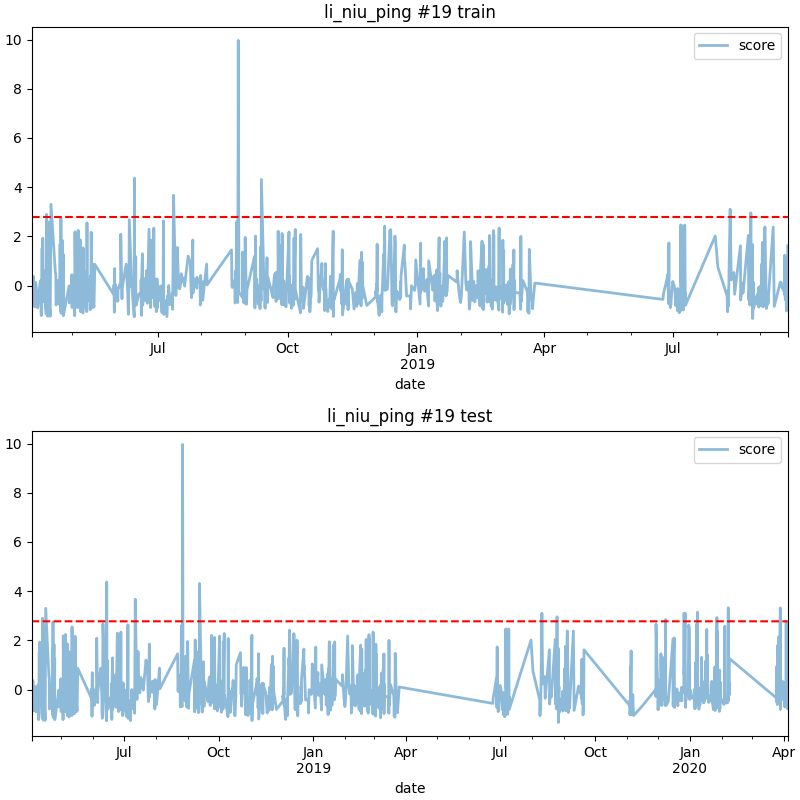 li_niu_ping #19 train
score
10
8
6
4
2
0
Jul Oct Jan Apr Jul
2019
date
li_niu_ping #19 test
score
10
8
6
4
2
0
Jul Oct Jan Apr Jul Oct Jan Apr
2019 2020
date